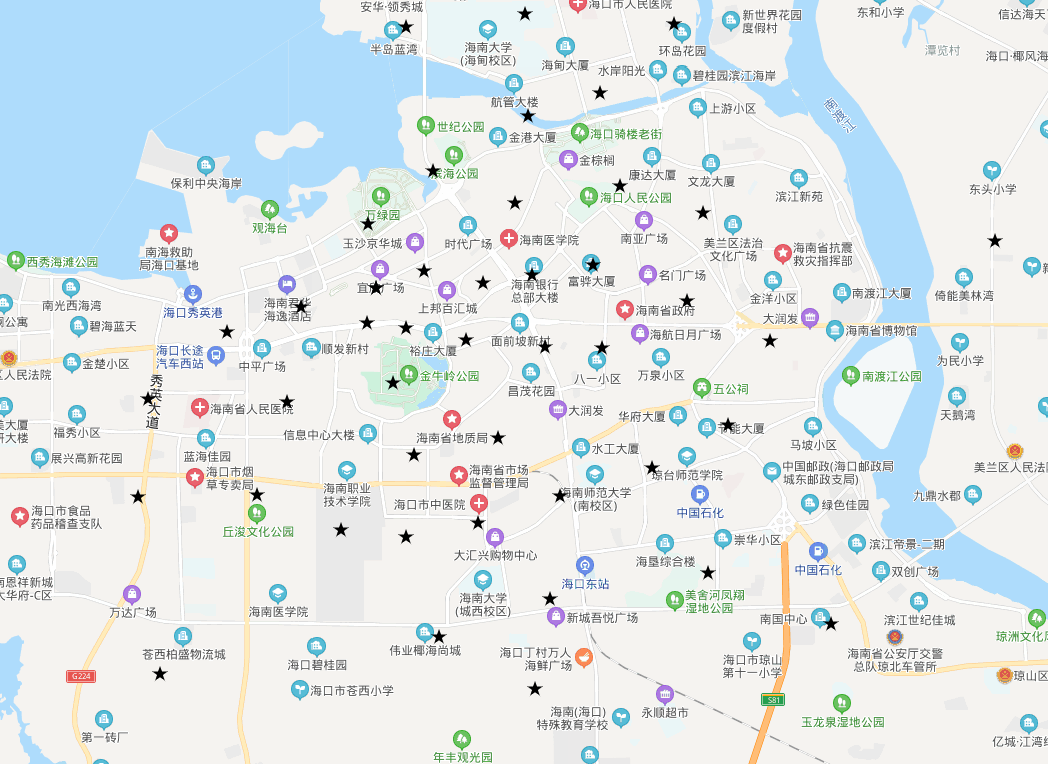 安华·领秀城
海口市人民医院
新世界花园
度假村
东和小学
信达海天
半岛蓝湾
海南大学
(海甸校区)
海甸大厦
环岛花园
潭览村
海口·椰风海
水岸阳光
碧桂园滨江海岸
航管大楼
上游小区
南渡江
世纪公园
金港大厦
海口骑楼老街
金棕榈
康达大厦
文龙大厦
保利中央海岸
滨海公园
滨江新苑
东头小学
万绿园
海口人民公园
观海台
南海救助
局海口基地
玉沙京华城
时代广场
海南医学院
南亚广场
美兰区法治
文化广场
海南省抗震
救灾指挥部
西秀海滩公园
南光西海湾
海口秀英港
海南君华
海逸酒店
宜欣广场
上邦百汇城
海南银行
总部大楼
富骅大厦
名门广场
金洋小区
南渡江大厦
倚能美林湾
碧海蓝天
海南省政府
大润发
海南省博物馆
海口长途
汽车西站
中平广场
顺发新村
裕庄大厦
面前坡新村
海航日月广场
为民小学
区人民法院
金楚小区
秀英大道
金牛岭公园
昌茂花园
八一小区
万泉小区
五公祠
南渡江公园
天鹅湾
福秀小区
海南省人民医院
大润发
华府大厦
节能大厦
马坡小区
信息中心大楼
海南省地质局
水工大厦
蓝海佳园
展兴高新花园
海口市烟
草专卖局
海南职业
技术学院
海南省市场
监督管理局
琼台师范学院
中国邮政(海口邮政局
城东邮政支局)
美兰区人民法院
海口市中医院
海南师范大学
(南校区)
中国石化
绿色佳园
九鼎水郡
海口市食品
药品稽查支队
丘浚文化公园
大汇兴购物中心
海垦综合楼
崇华小区
滨江帝景·二期
中国石化
双创广场
海口东站
海南大学
(城西校区)
美舍河凤翔
湿地公园
万达广场
海南医学院
新城吾悦广场
南国中心
滨江世纪佳城
苍西柏盛物流城
伟业椰海尚城
海口碧桂园
海口丁村万人
海鲜广场
海口市琼山
第十一小学
海南省公安厅交警
总队琼北车管所
琼山区
G224
海口市苍西小学
S81
永顺超市
海南(海口)
特殊教育学校
玉龙泉湿地公园
第一砖厂
年丰观光园
亿城·江湾